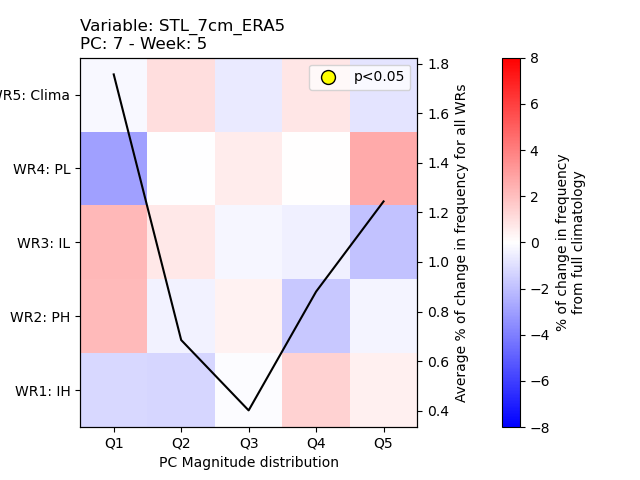 Variable: STL_7cm_ERA5
PC: 7 - Week: 5
p<0.05
WR5: Clima
WR4: PL
WR3: IL
WR2: PH
WR1: IH
Q1 Q2 Q3 Q4 Q5
PC Magnitude distribution
1.8
1.6
1.4
1.2
1.0
0.8
0.6
0.4
Average % of change in frequency for all WRs
8
6
4
2
0
−2
−4
−6
−8
% of change in frequency
from full climatology